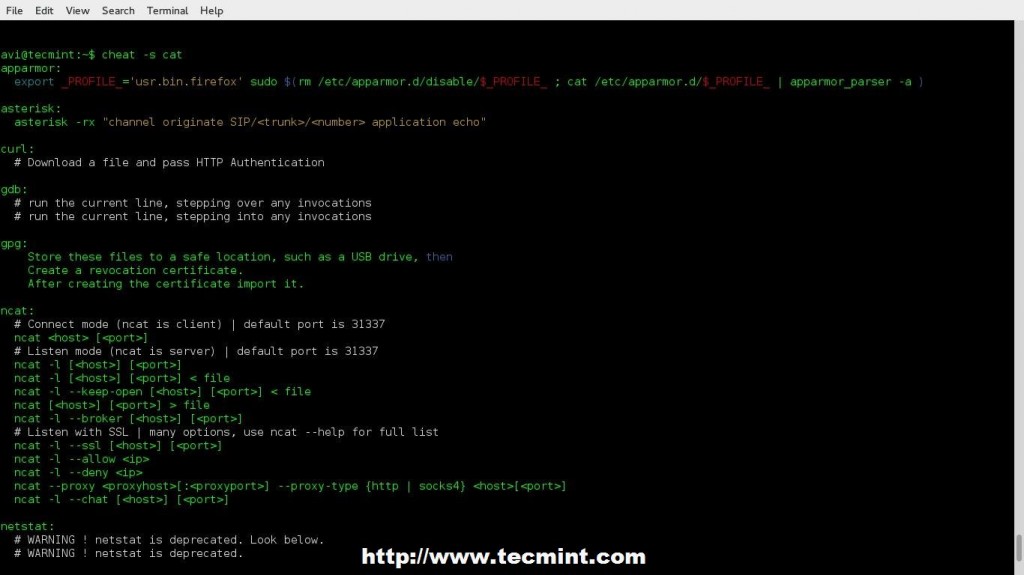 File Edit View Search Terminal Help
avi@tecmint:~$ cheat -s cat
apparmor:
export _PROFILE_='usr.bin.firefox' sudo $(rm /etc/apparmor.d/disable/$_PROFILE_ ; cat /etc/apparmor.d/$_PROFILE_ | apparmor_parser -a )
asterisk:
asterisk -rx "channel originate SIP/<trunk>/<number> application echo"
curl:
# Download a file and pass HTTP Authentication
gdb:
# run the current line, stepping over any invocations
# run the current line, stepping into any invocations
gpg:
Store these files to a safe location, such as a USB drive, then
Create a revocation certificate.
After creating the certificate import it.
ncat:
# Connect mode (ncat is client) | default port is 31337
ncat <host> [<port>]
# Listen mode (ncat is server) | default port is 31337
ncat -l [<host>] [<port>]
ncat -l [<host>] [<port>] < file
ncat -l --keep-open [<host>] [<port>] < file
ncat [<host>] [<port>] > file
ncat -l --broker [<host>] [<port>]
# Listen with SSL | many options, use ncat --help for full list
ncat -l --ssl [<host>] [<port>]
ncat -l --allow <ip>
ncat -l --deny <ip>
ncat --proxy <proxyhost>[:<proxyport>] --proxy-type {http | socks4} <host>[<port>]
ncat -l --chat [<host>] [<port>]
netstat:
# WARNING ! netstat is deprecated. Look below.
# WARNING ! netstat is deprecated.
http://www.tecmint.com